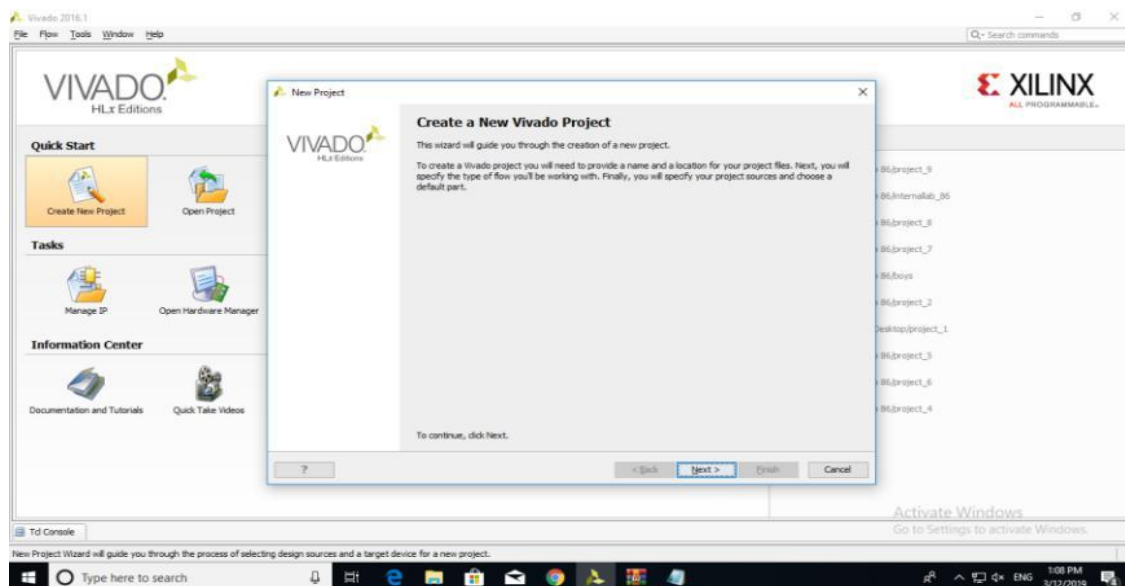 Vivado 2016.1
File Flow Tools Window Help
Q- Search commands
VIVADO
HLx Editions
XILINX
ALL PROGRAMMABLE.
Quick Start
Create New Project
Open Project
Tasks
Manage IP
Open Hardware Manager
Information Center
Documentation and Tutorials
Quick Take Videos
New Project
VIVADO
HLx Editions
Create a New Vivado Project
This wizard will guide you through the creation of a new project.
To create a Vivado project you will need to provide a name and a location for your project files. Next, you will
specify the type of flow you'll be working with. Finally, you will specify your project sources and choose a
default part.
To continue, click Next.
?
< Back
Next >
Finish
Cancel
86/project_9
86/internallab_86
86/project_8
86/project_7
86/boys
86/project_2
Desktop/project_1
86/project_5
86/project_6
86/project_4
Activate Windows
Go to Settings to activate Windows.
Tcl Console
New Project Wizard will guide you through the process of selecting design sources and a target device for a new project.
Type here to search
ENG
1:08 PM
3/12/2019